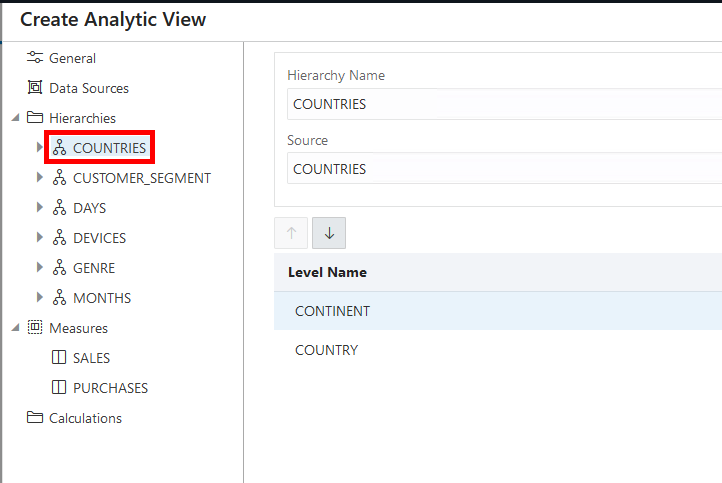 Create Analytic View
General
Data Sources
Hierarchies
COUNTRIES
CUSTOMER_SEGMENT
DAYS
DEVICES
GENRE
MONTHS
Measures
SALES
PURCHASES
Calculations
Hierarchy Name
COUNTRIES
Source
COUNTRIES
Level Name
CONTINENT
COUNTRY